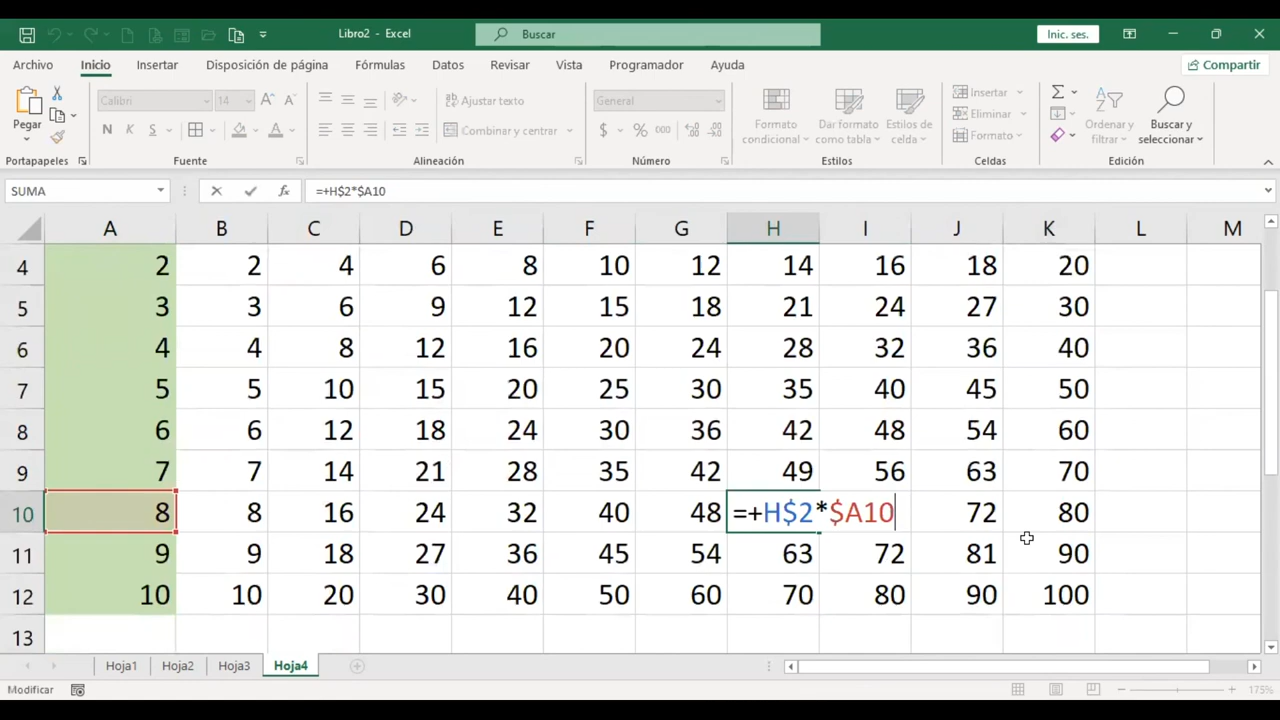 Libro2 - Excel
Buscar
Inic. ses.
Archivo Inicio Insertar Disposición de página Fórmulas Datos Revisar Vista Programador Ayuda
Compartir
Pegar
Calibri 14
N K S
Ajustar texto
Combinar y centrar
General
$ % 000
Formato condicional
Dar formato como tabla
Estilos de celda
Insertar
Eliminar
Formato
Ordenar y filtrar
Buscar y seleccionar
Portapapeles Fuente Alineación Número Estilos Celdas Edición
SUMA fx =+H$2*$A10
A B C D E F G H I J K L M
4 2 2 4 6 8 10 12 14 16 18 20
5 3 3 6 9 12 15 18 21 24 27 30
6 4 4 8 12 16 20 24 28 32 36 40
7 5 5 10 15 20 25 30 35 40 45 50
8 6 6 12 18 24 30 36 42 48 54 60
9 7 7 14 21 28 35 42 49 56 63 70
10 8 8 16 24 32 40 48 =+H$2*$A10 72 80
11 9 9 18 27 36 45 54 63 72 81 90
12 10 10 20 30 40 50 60 70 80 90 100
13
Hoja1 Hoja2 Hoja3 Hoja4
Modificar
175%